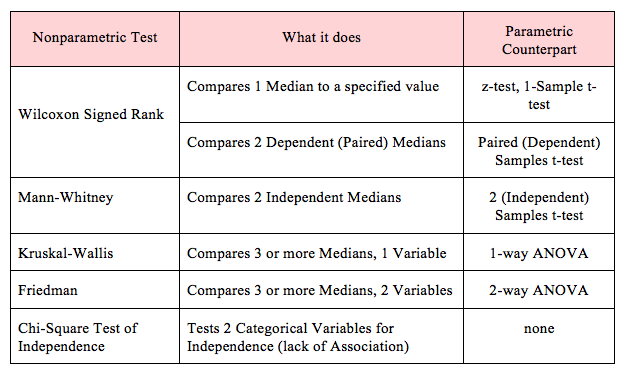 Nonparametric Test
What it does
Parametric
Counterpart
Wilcoxon Signed Rank
Compares 1 Median to a specified value
z-test, 1-Sample t-
test
Compares 2 Dependent (Paired) Medians
Paired (Dependent)
Samples t-test
Mann-Whitney
Compares 2 Independent Medians
2 (Independent)
Samples t-test
Kruskal-Wallis
Compares 3 or more Medians, 1 Variable
1-way ANOVA
Friedman
Compares 3 or more Medians, 2 Variables
2-way ANOVA
Chi-Square Test of
Independence
Tests 2 Categorical Variables for
Independence (lack of Association)
none